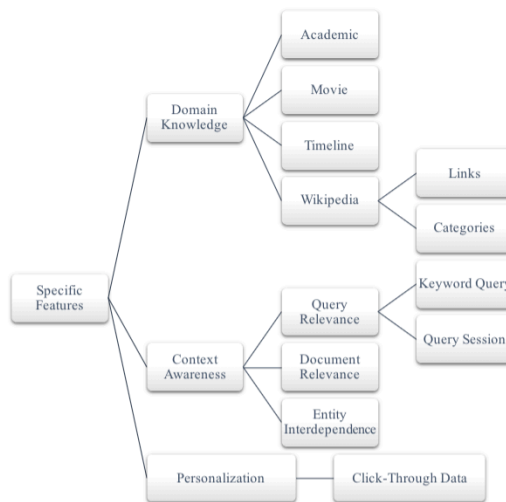 Academic
Movie
Domain
Knowledge
Timeline
Wikipedia
Links
Categories
Specific
Features
Query
Relevance
Keyword Query
Query Session
Context
Awareness
Document
Relevance
Entity
Interdependence
Personalization
Click-Through Data